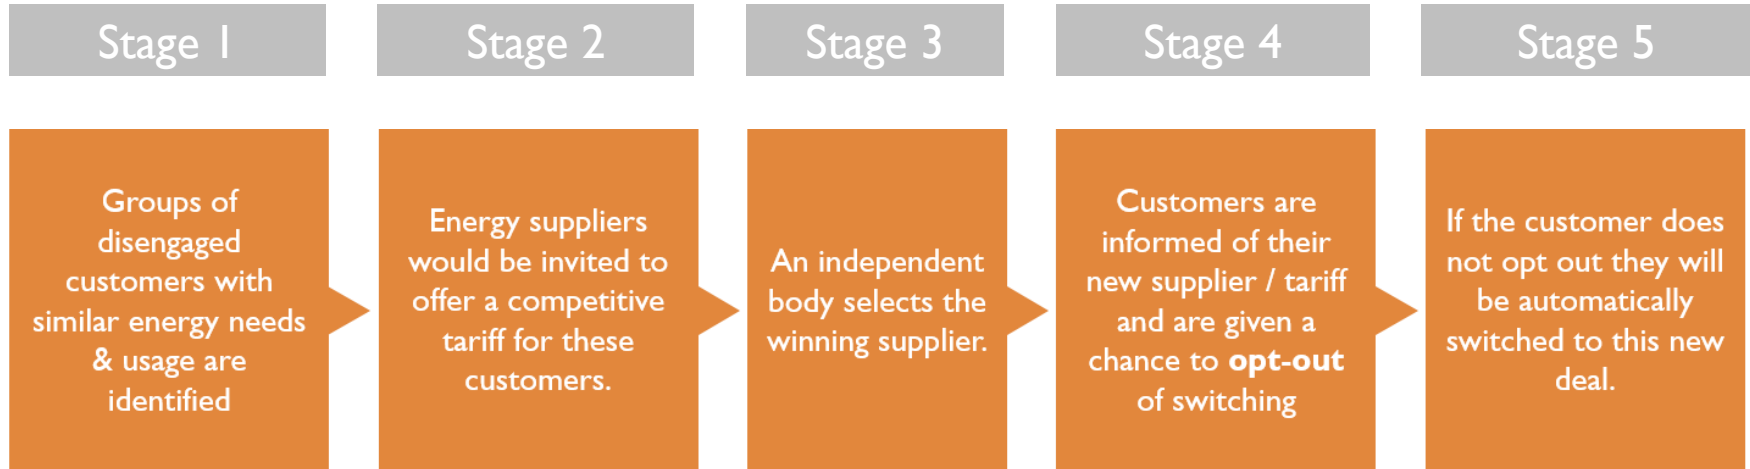 Stage 1
Stage 2
Stage 3
Stage 4
Stage 5
Groups of
disengaged
customers with
similar energy needs
& usage are
identified
Energy suppliers
would be invited to
offer a competitive
tariff for these
customers.
An independent
body selects the
winning supplier.
Customers are
informed of their
new supplier / tariff
and are given a
chance to opt-out
of switching
If the customer does
not opt out they will
be automatically
switched to this new
deal.